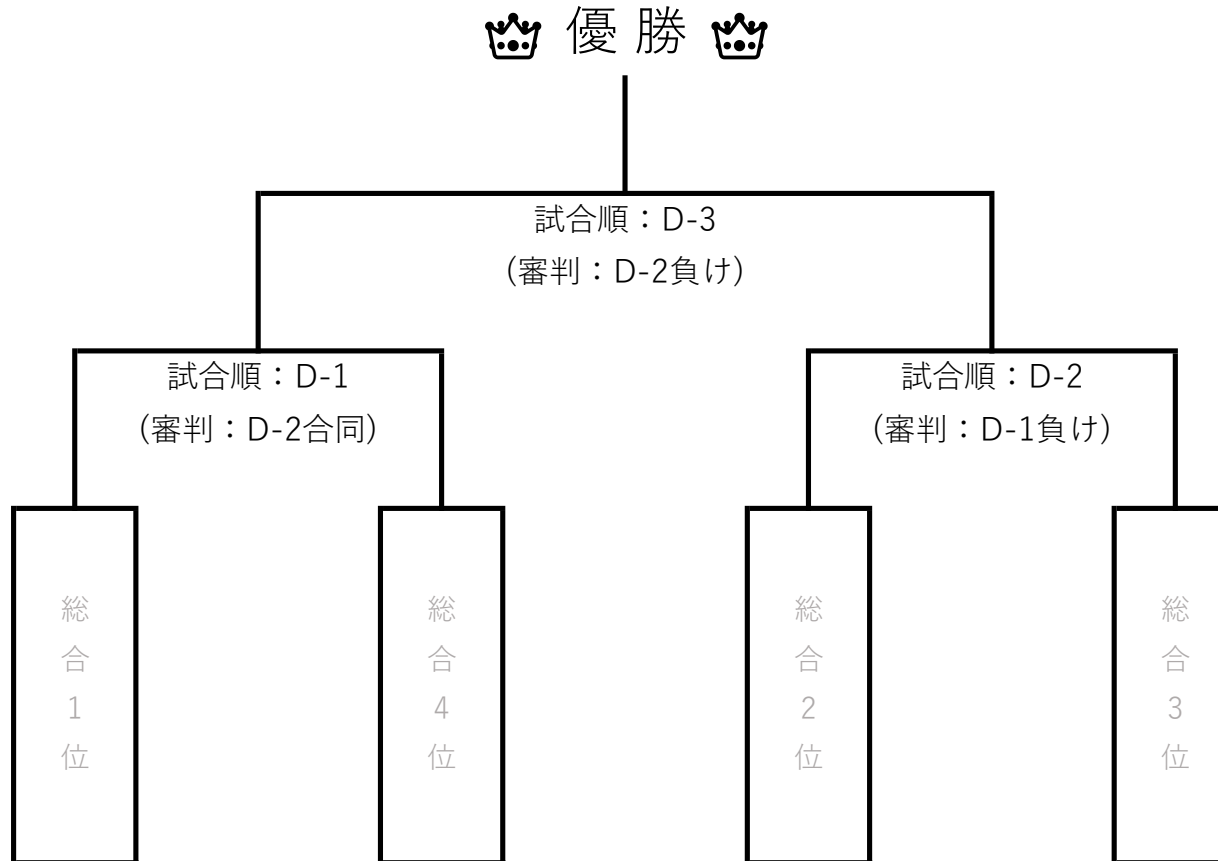 優勝
試合順：D-3
（審判：D-2負け）
試合順：D-1
（審判：D-2合同）
試合順：D-2
（審判：D-1負け）
総合1位
総合4位
総合2位
総合3位